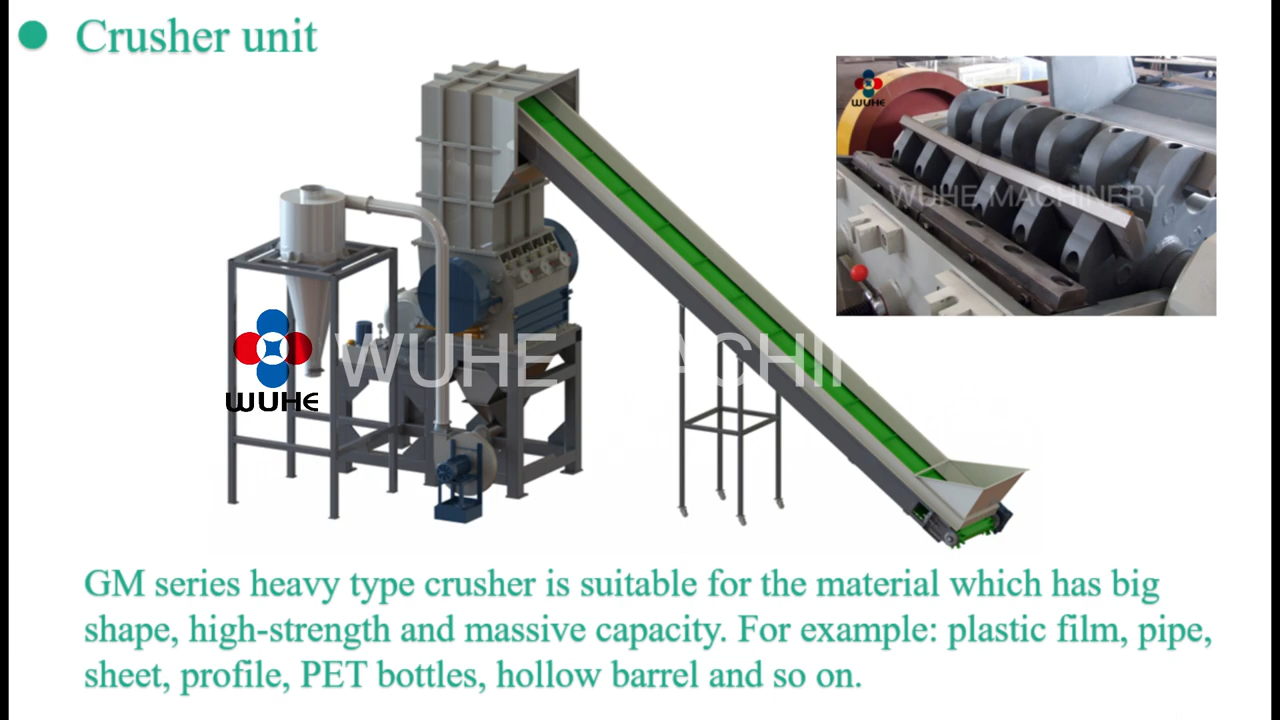 Crusher unit
WUHE
WUHE MACHINERY
WUHE
WUHE
GM series heavy type crusher is suitable for the material which has big
shape, high-strength and massive capacity. For example: plastic film, pipe,
sheet, profile, PET bottles, hollow barrel and so on.